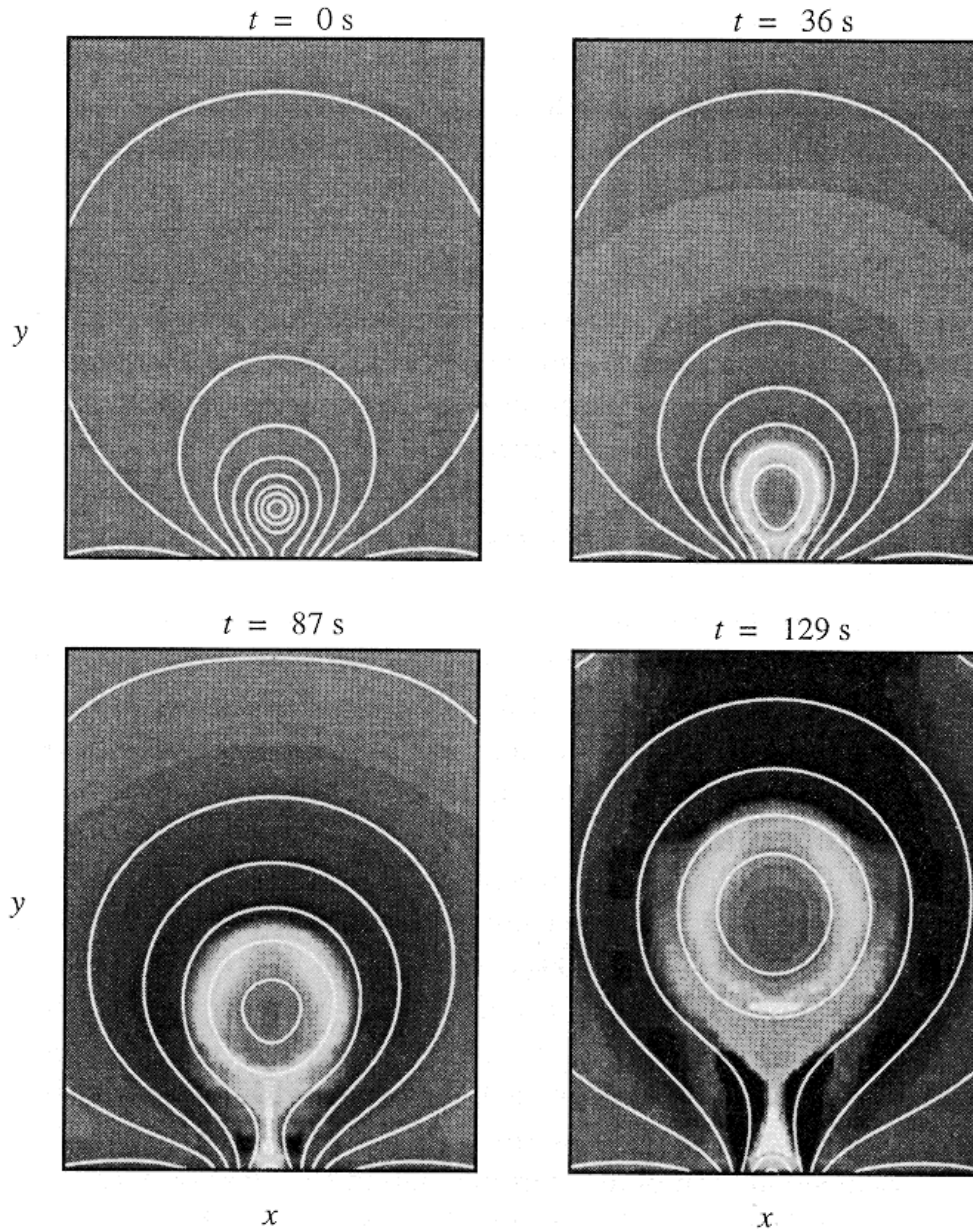 t = 0 s
t = 36 s
y
t = 87 s
t = 129 s
y
x
x